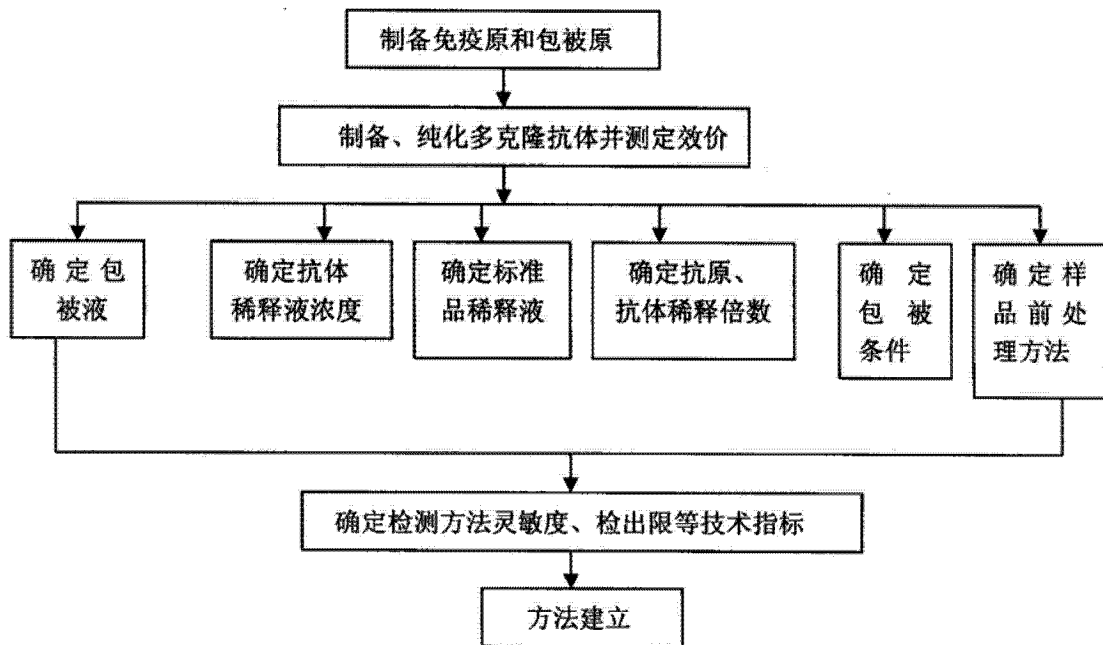 制备免疫原和包被原
制备、纯化多克隆抗体并测定效价
确定包
被液
确定抗体
稀释液浓度
确定标准
品稀释液
确定抗原、
抗体稀释倍数
确定
包被
条件
确定样
品前处
理方法
确定检测方法灵敏度、检出限等技术指标
方法建立